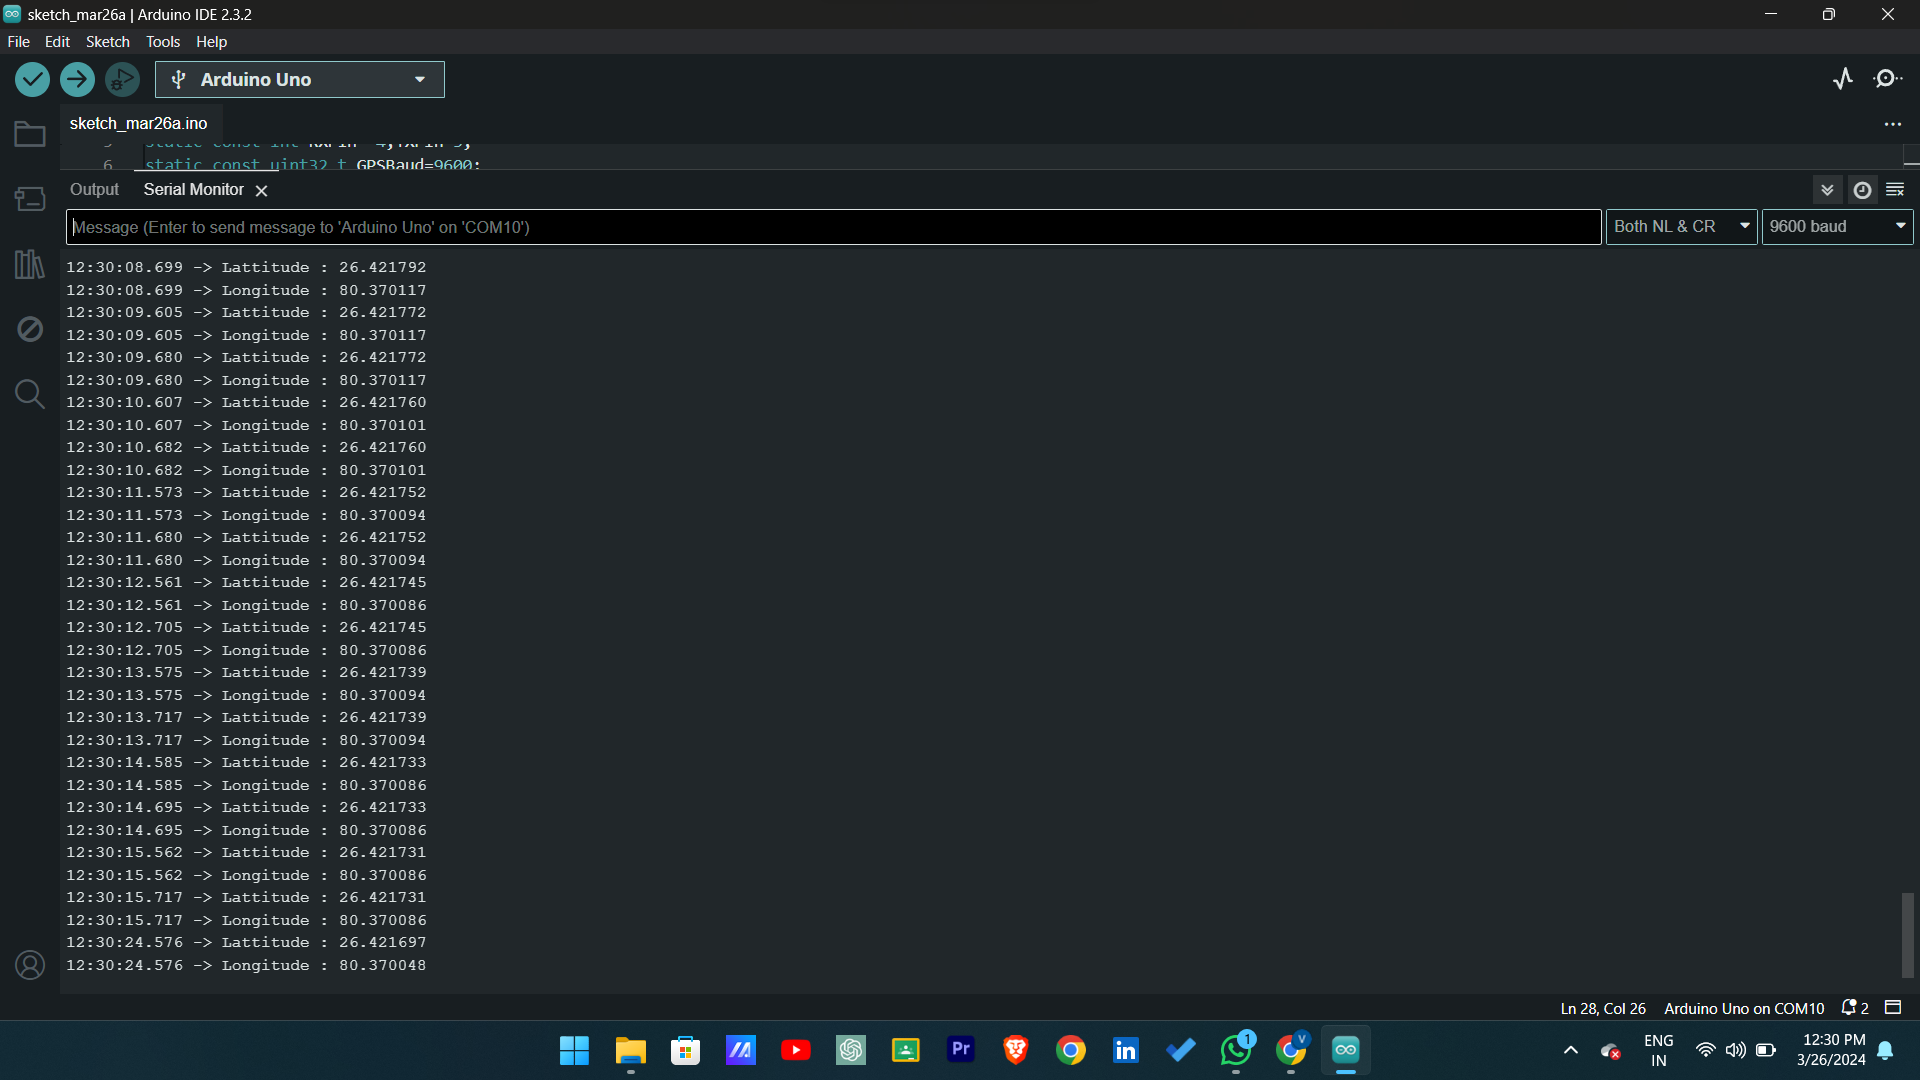 sketch_mar26a | Arduino IDE 2.3.2
File Edit Sketch Tools Help
Arduino Uno
sketch_mar26a.ino
6 static const uint32_t GPSBaud=9600;
Output Serial Monitor
Message (Enter to send message to 'Arduino Uno' on 'COM10') Both NL & CR 9600 baud
12:30:08.699 -> Lattitude : 26.421792
12:30:08.699 -> Longitude : 80.370117
12:30:09.605 -> Lattitude : 26.421772
12:30:09.605 -> Longitude : 80.370117
12:30:09.680 -> Lattitude : 26.421772
12:30:09.680 -> Longitude : 80.370117
12:30:10.607 -> Lattitude : 26.421760
12:30:10.607 -> Longitude : 80.370101
12:30:10.682 -> Lattitude : 26.421760
12:30:10.682 -> Longitude : 80.370101
12:30:11.573 -> Lattitude : 26.421752
12:30:11.573 -> Longitude : 80.370094
12:30:11.680 -> Lattitude : 26.421752
12:30:11.680 -> Longitude : 80.370094
12:30:12.561 -> Lattitude : 26.421745
12:30:12.561 -> Longitude : 80.370086
12:30:12.705 -> Lattitude : 26.421745
12:30:12.705 -> Longitude : 80.370086
12:30:13.575 -> Lattitude : 26.421739
12:30:13.575 -> Longitude : 80.370094
12:30:13.717 -> Lattitude : 26.421739
12:30:13.717 -> Longitude : 80.370094
12:30:14.585 -> Lattitude : 26.421733
12:30:14.585 -> Longitude : 80.370086
12:30:14.695 -> Lattitude : 26.421733
12:30:14.695 -> Longitude : 80.370086
12:30:15.562 -> Lattitude : 26.421731
12:30:15.562 -> Longitude : 80.370086
12:30:15.717 -> Lattitude : 26.421731
12:30:15.717 -> Longitude : 80.370086
12:30:24.576 -> Lattitude : 26.421697
12:30:24.576 -> Longitude : 80.370048
Ln 28, Col 26 Arduino Uno on COM10 2
Pr in 1 V
ENG
IN
12:30 PM
3/26/2024